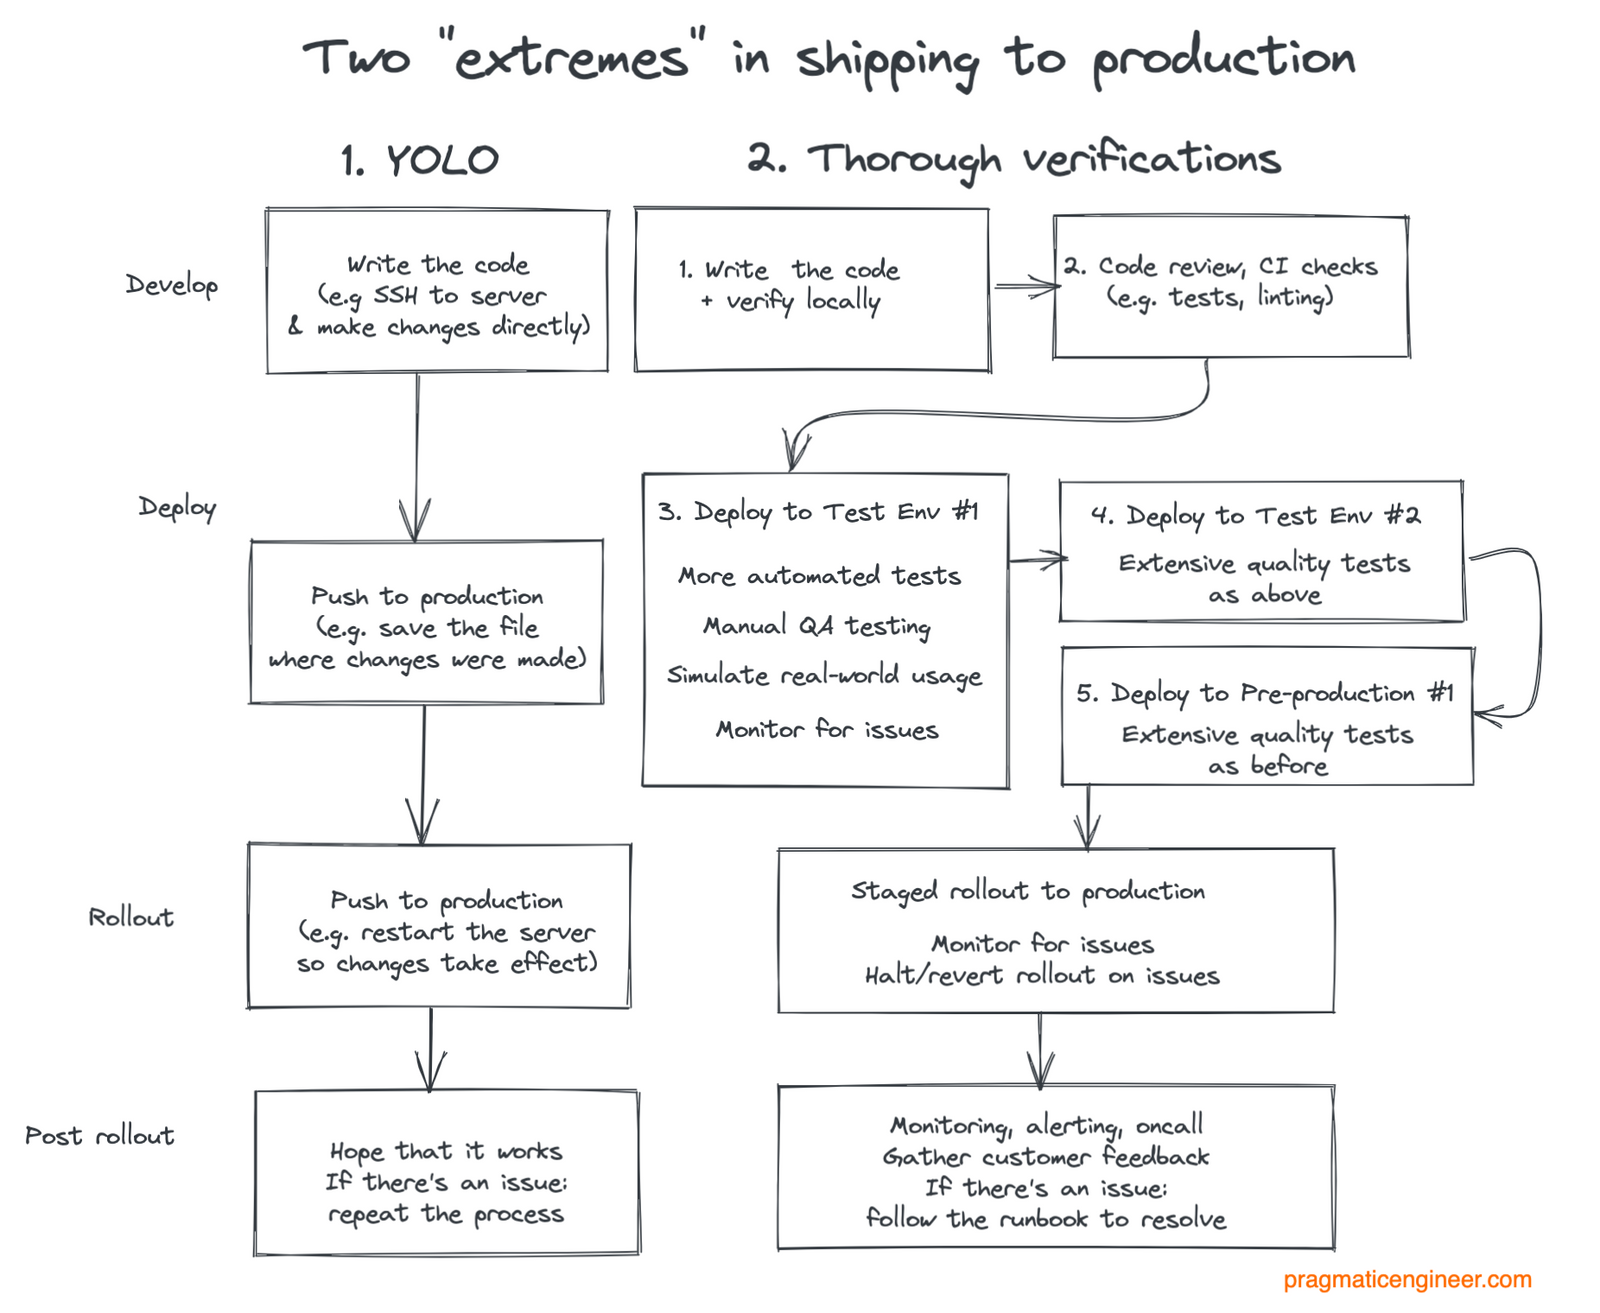 Two "extremes" in shipping to production
1. YOLO
2. Thorough verifications
Develop
Write the code
(e.g SSH to server
& make changes directly)
1. Write the code
+ verify locally
2. Code review, CI checks
(e.g. tests, linting)
Deploy
Push to production
(e.g. save the file
where changes were made)
3. Deploy to Test Env #1
More automated tests
Manual QA testing
Simulate real-world usage
Monitor for issues
4. Deploy to Test Env #2
Extensive quality tests
as above
5. Deploy to Pre-production #1
Extensive quality tests
as before
Rollout
Push to production
(e.g. restart the server
so changes take effect)
Staged rollout to production
Monitor for issues
Halt/revert rollout on issues
Post rollout
Hope that it works
If there's an issue:
repeat the process
Monitoring, alerting, oncall
Gather customer feedback
If there's an issue:
follow the runbook to resolve
pragmaticengineer.com